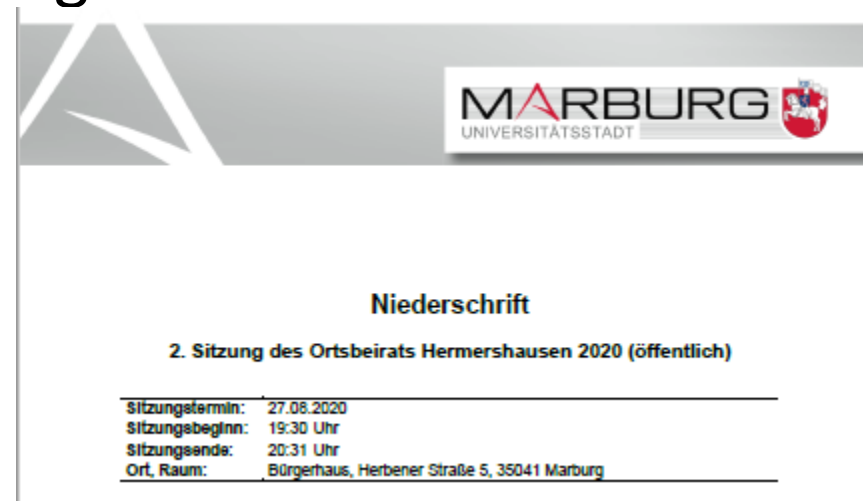 g
MARBURG
UNIVERSITÄTSSTADT
Niederschrift
2. Sitzung des Ortsbeirats Hermershausen 2020 (öffentlich)
Sitzungstermin: 27.08.2020
Sitzungsbeginn: 19:30 Uhr
Sitzungsende: 20:31 Uhr
Ort, Raum: Bürgerhaus, Herbener Straße 5, 35041 Marburg